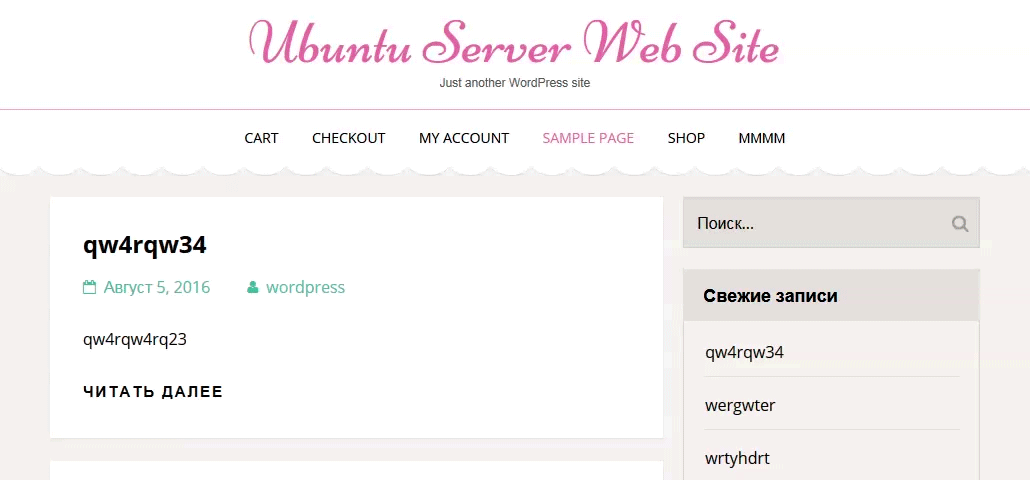 Ubuntu Server Web Site
Just another WordPress site
CART CHECKOUT MY ACCOUNT SAMPLE PAGE SHOP MMMM
qw4rqw34
Август 5, 2016 wordpress
qw4rqw4rq23
ЧИТАТЬ ДАЛЕЕ
Поиск...
Свежие записи
qw4rqw34
wergwter
wrtyhdrt